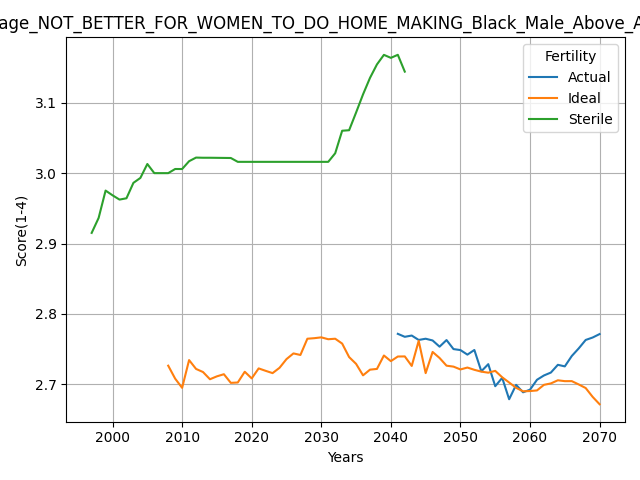 age_NOT_BETTER_FOR_WOMEN_TO_DO_HOME_MAKING_Black_Male_Above_A
Fertility
Actual
Ideal
Sterile
3.1
3.0
2.9
2.8
2.7
Score(1-4)
2000 2010 2020 2030 2040 2050 2060 2070
Years